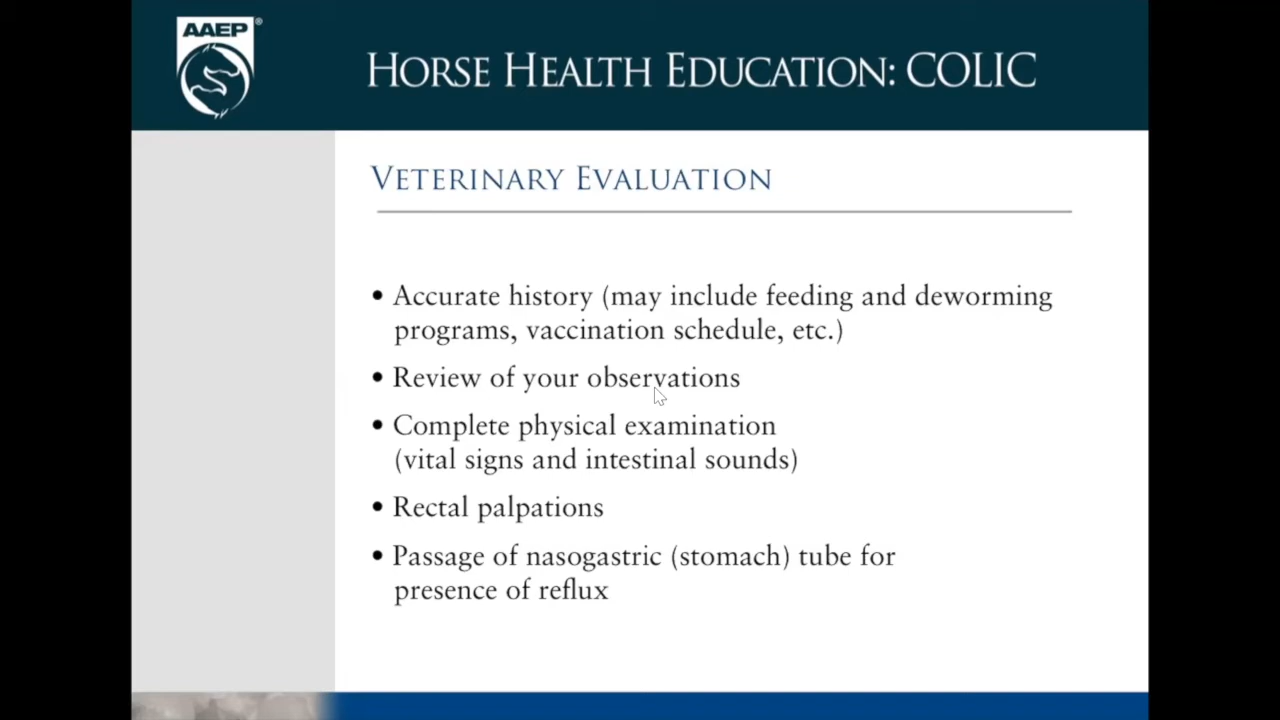 AAEP®
HORSE HEALTH EDUCATION: COLIC
VETERINARY EVALUATION
• Accurate history (may include feeding and deworming
programs, vaccination schedule, etc.)
• Review of your observations
• Complete physical examination
(vital signs and intestinal sounds)
• Rectal palpations
• Passage of nasogastric (stomach) tube for
presence of reflux